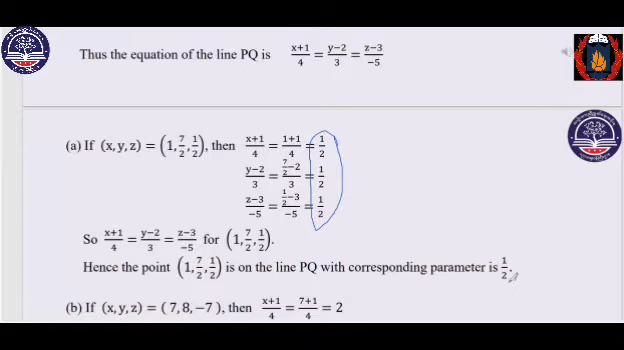 Thus the equation of the line PQ is (x+1)/4 = (y−2)/3 = (z−3)/−5
(a) If (x, y, z) = (1, 7/2, 1/2), then (x+1)/4 = (1+1)/4 = 1/2
(y−2)/3 = (7/2−2)/3 = 1/2
(z−3)/−5 = (1/2−3)/−5 = 1/2
So (x+1)/4 = (y−2)/3 = (z−3)/−5 for (1, 7/2, 1/2).
Hence the point (1, 7/2, 1/2) is on the line PQ with corresponding parameter is 1/2.
(b) If (x, y, z) = ( 7, 8, −7 ), then (x+1)/4 = (7+1)/4 = 2